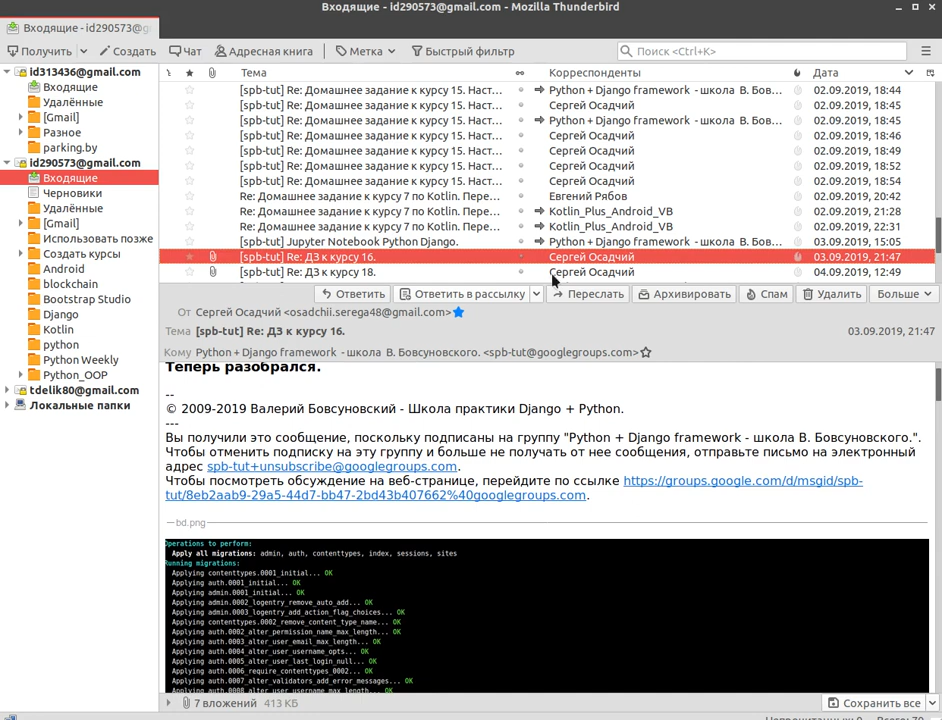 Входящие - id290573@gmail.com - Mozilla Thunderbird
Входящие - id290573@g
Получить Создать Чат Адресная книга Метка Быстрый фильтр Поиск <Ctrl+K>
id313436@gmail.com
Входящие
Удалённые
[Gmail]
Разное
parking.by
id290573@gmail.com
Входящие
Черновики
Удалённые
[Gmail]
Использовать позже
Создать курсы
Android
blockchain
Bootstrap Studio
Django
Kotlin
python
Python Weekly
Python_OOP
tdelik80@gmail.com
Локальные папки
Тема Корреспонденты Дата
[spb-tut] Re: Домашнее задание к курсу 15. Наст... Python + Django framework - школа В. Бов... 02.09.2019, 18:44
[spb-tut] Re: Домашнее задание к курсу 15. Наст... Сергей Осадчий 02.09.2019, 18:45
[spb-tut] Re: Домашнее задание к курсу 15. Наст... Python + Django framework - школа В. Бов... 02.09.2019, 18:45
[spb-tut] Re: Домашнее задание к курсу 15. Наст... Сергей Осадчий 02.09.2019, 18:46
[spb-tut] Re: Домашнее задание к курсу 15. Наст... Сергей Осадчий 02.09.2019, 18:49
[spb-tut] Re: Домашнее задание к курсу 15. Наст... Сергей Осадчий 02.09.2019, 18:52
[spb-tut] Re: Домашнее задание к курсу 15. Наст... Сергей Осадчий 02.09.2019, 18:54
Re: Домашнее задание к курсу 7 по Kotlin. Пере... Евгений Рябов 02.09.2019, 20:42
Re: Домашнее задание к курсу 7 по Kotlin. Пере... Kotlin_Plus_Android_VB 02.09.2019, 21:28
Re: Домашнее задание к курсу 7 по Kotlin. Пере... Kotlin_Plus_Android_VB 02.09.2019, 22:31
[spb-tut] Jupyter Notebook Python Django. Python + Django framework - школа В. Бов... 03.09.2019, 15:05
[spb-tut] Re: ДЗ к курсу 16. Сергей Осадчий 03.09.2019, 21:47
[spb-tut] Re: ДЗ к курсу 18. Сергей Осадчий 04.09.2019, 12:49
Ответить Ответить в рассылку Переслать Архивировать Спам Удалить Больше
От Сергей Осадчий <osadchii.serega48@gmail.com>
Тема [spb-tut] Re: ДЗ к курсу 16. 03.09.2019, 21:47
Кому Python + Django framework - школа В. Бовсуновского. <spb-tut@googlegroups.com>
Теперь разобрался.
--
© 2009-2019 Валерий Бовсуновский - Школа практики Django + Python.
---
Вы получили это сообщение, поскольку подписаны на группу "Python + Django framework - школа В. Бовсуновского.".
Чтобы отменить подписку на эту группу и больше не получать от нее сообщения, отправьте письмо на электронный
адрес spb-tut+unsubscribe@googlegroups.com.
Чтобы посмотреть обсуждение на веб-странице, перейдите по ссылке https://groups.google.com/d/msgid/spb-
tut/8eb2aab9-29a5-44d7-bb47-2bd43b407662%40googlegroups.com.
bd.png
Operations to perform:
Apply all migrations: admin, auth, contenttypes, index, sessions, sites
Running migrations:
Applying contenttypes.0001_initial... OK
Applying auth.0001_initial... OK
Applying admin.0001_initial... OK
Applying admin.0002_logentry_remove_auto_add... OK
Applying admin.0003_logentry_add_action_flag_choices... OK
Applying contenttypes.0002_remove_content_type_name... OK
Applying auth.0002_alter_permission_name_max_length... OK
Applying auth.0003_alter_user_email_max_length... OK
Applying auth.0004_alter_user_username_opts... OK
Applying auth.0005_alter_user_last_login_null... OK
Applying auth.0006_require_contenttypes_0002... OK
Applying auth.0007_alter_validators_add_error_messages... OK
Applying auth.0008_alter_user_username_max_length... OK
7 вложений 413 КБ Сохранить все